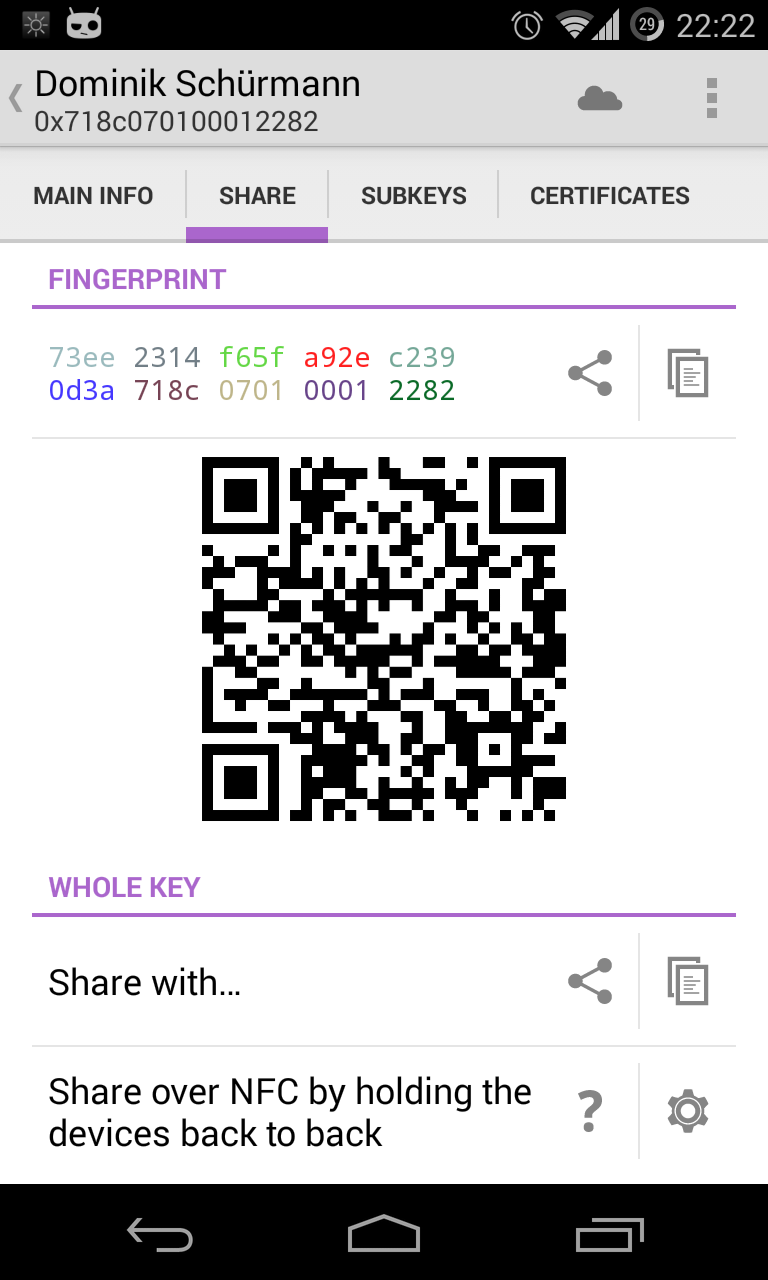 29 22:22
Dominik Schürmann
0x718c070100012282
MAIN INFO SHARE SUBKEYS CERTIFICATES
FINGERPRINT
73ee 2314 f65f a92e c239
0d3a 718c 0701 0001 2282
WHOLE KEY
Share with…
Share over NFC by holding the
devices back to back
?